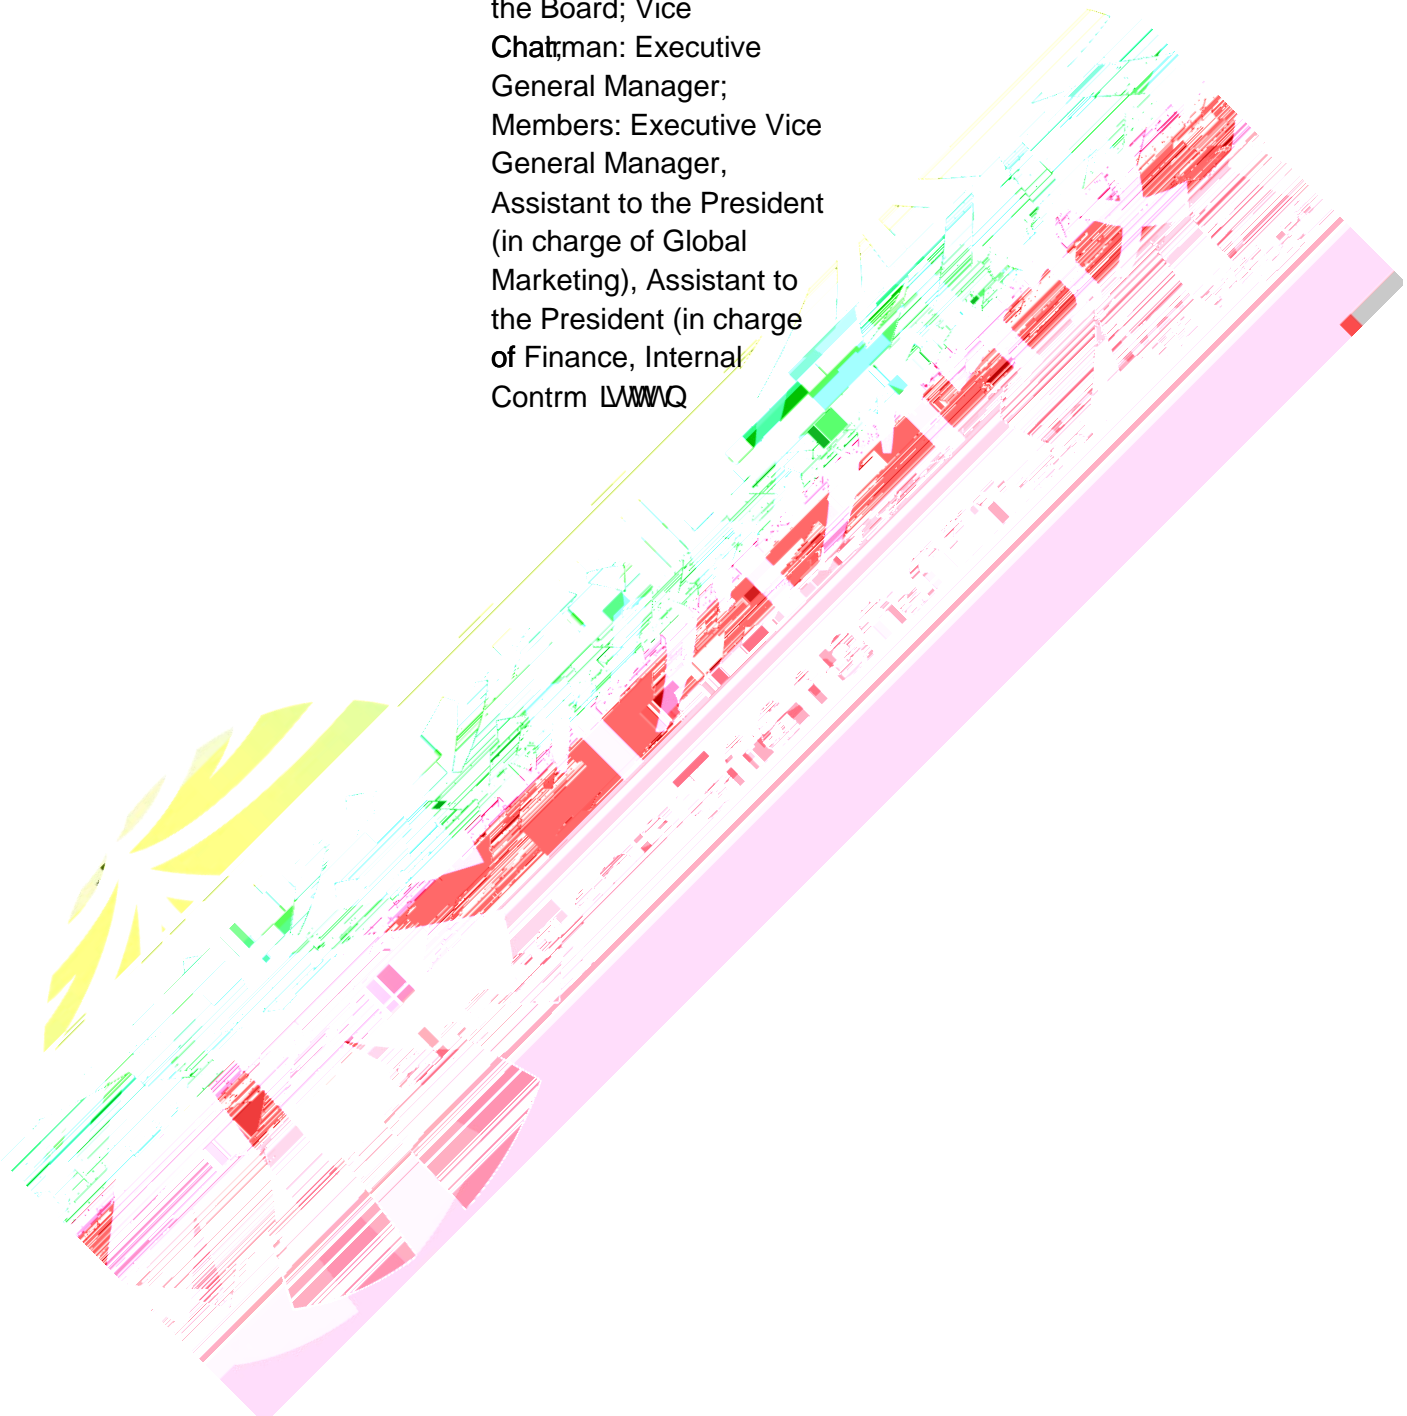 the Board; Vice
man: Executive
General Manager;
Members: Executive Vice
General Manager,
Assistant to the President
(in charge of Global
Marketing), Assistant to
the President (in charge
of Finance, Internal